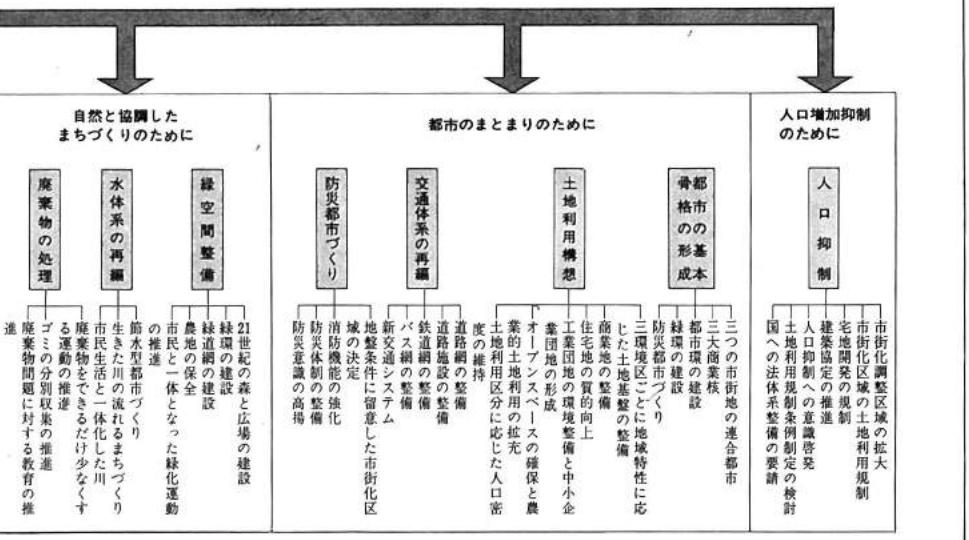 人口増加抑制
のために
人口抑制
市街化調整区域の拡大
市街化区域の土地利用規制
宅地開発の規制
建築協定の推進
人口抑制への意識啓発
土地利用規制条例制定の検討
国への法体系整備の要請
都市のまとまりのために
都市の基本
骨格の形成
三つの市街地の連合都市
三大商業核
都市環の建設
緑環の建設
防災都市づくり
土地利用構想
三環境区ごとに地域特性に応
じた土地基盤の整備
商業地の整備
住宅地の質的向上
工業団地の環境整備と中小企
業団地の形成
オープンスペースの確保と農
業的土地利用の拡充
土地利用区分に応じた人口密
度の維持
交通体系の再編
道路網の整備
道路施設の整備
鉄道網の整備
バス網の整備
新交通システム
防災都市づくり
地盤条件に留意した市街化区
域の決定
消防機能の強化
防災体制の整備
防災意識の高揚
自然と協調した
まちづくりのために
緑空間整備
21世紀の森と広場の建設
緑環の建設
緑道網の建設
農地の保全
市民と一体となった緑化運動
の推進
水体系の再編
節水型都市づくり
生きた川の流れるまちづくり
市民生活と一体化した川
廃棄物の処理
廃棄物をできるだけ少なくす
る運動の推進
ゴミの分別収集の推進
廃棄物問題に対する教育の推
進